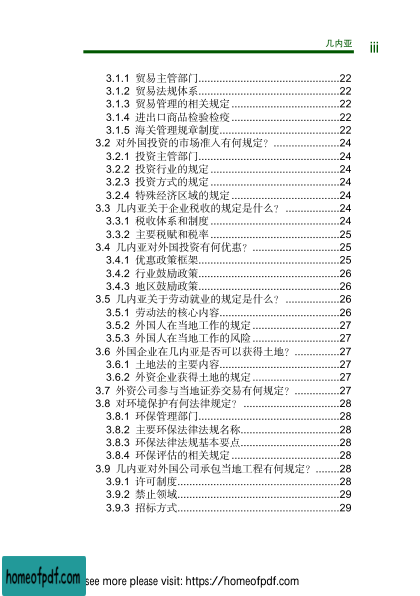 几内亚 iii
3.1.1 贸易主管部门...............................................22
3.1.2 贸易法规体系...............................................22
3.1.3 贸易管理的相关规定....................................22
3.1.4 进出口商品检验检疫....................................22
3.1.5 海关管理规章制度........................................22
3.2 对外国投资的市场准入有何规定？......................24
3.2.1 投资主管部门...............................................24
3.2.2 投资行业的规定...........................................24
3.2.3 投资方式的规定...........................................24
3.2.4 特殊经济区域的规定....................................24
3.3 几内亚关于企业税收的规定是什么？..................24
3.3.1 税收体系和制度...........................................24
3.3.2 主要税赋和税率...........................................25
3.4 几内亚对外国投资有何优惠？.............................25
3.4.1 优惠政策框架...............................................25
3.4.2 行业鼓励政策...............................................26
3.4.3 地区鼓励政策...............................................26
3.5 几内亚关于劳动就业的规定是什么？..................26
3.5.1 劳动法的核心内容........................................26
3.5.2 外国人在当地工作的规定.............................27
3.5.3 外国人在当地工作的风险.............................27
3.6 外国企业在几内亚是否可以获得土地？...............27
3.6.1 土地法的主要内容........................................27
3.6.2 外资企业获得土地的规定.............................27
3.7 外资公司参与当地证券交易有何规定？...............27
3.8 对环境保护有何法律规定？................................28
3.8.1 环保管理部门...............................................28
3.8.2 主要环保法律法规名称.................................28
3.8.3 环保法律法规基本要点.................................28
3.8.4 环保评估的相关规定....................................28
3.9 几内亚对外国公司承包当地工程有何规定？........28
3.9.1 许可制度......................................................28
3.9.2 禁止领域......................................................29
3.9.3 招标方式......................................................29
homeofpdf.com see more please visit: https://homeofpdf.com